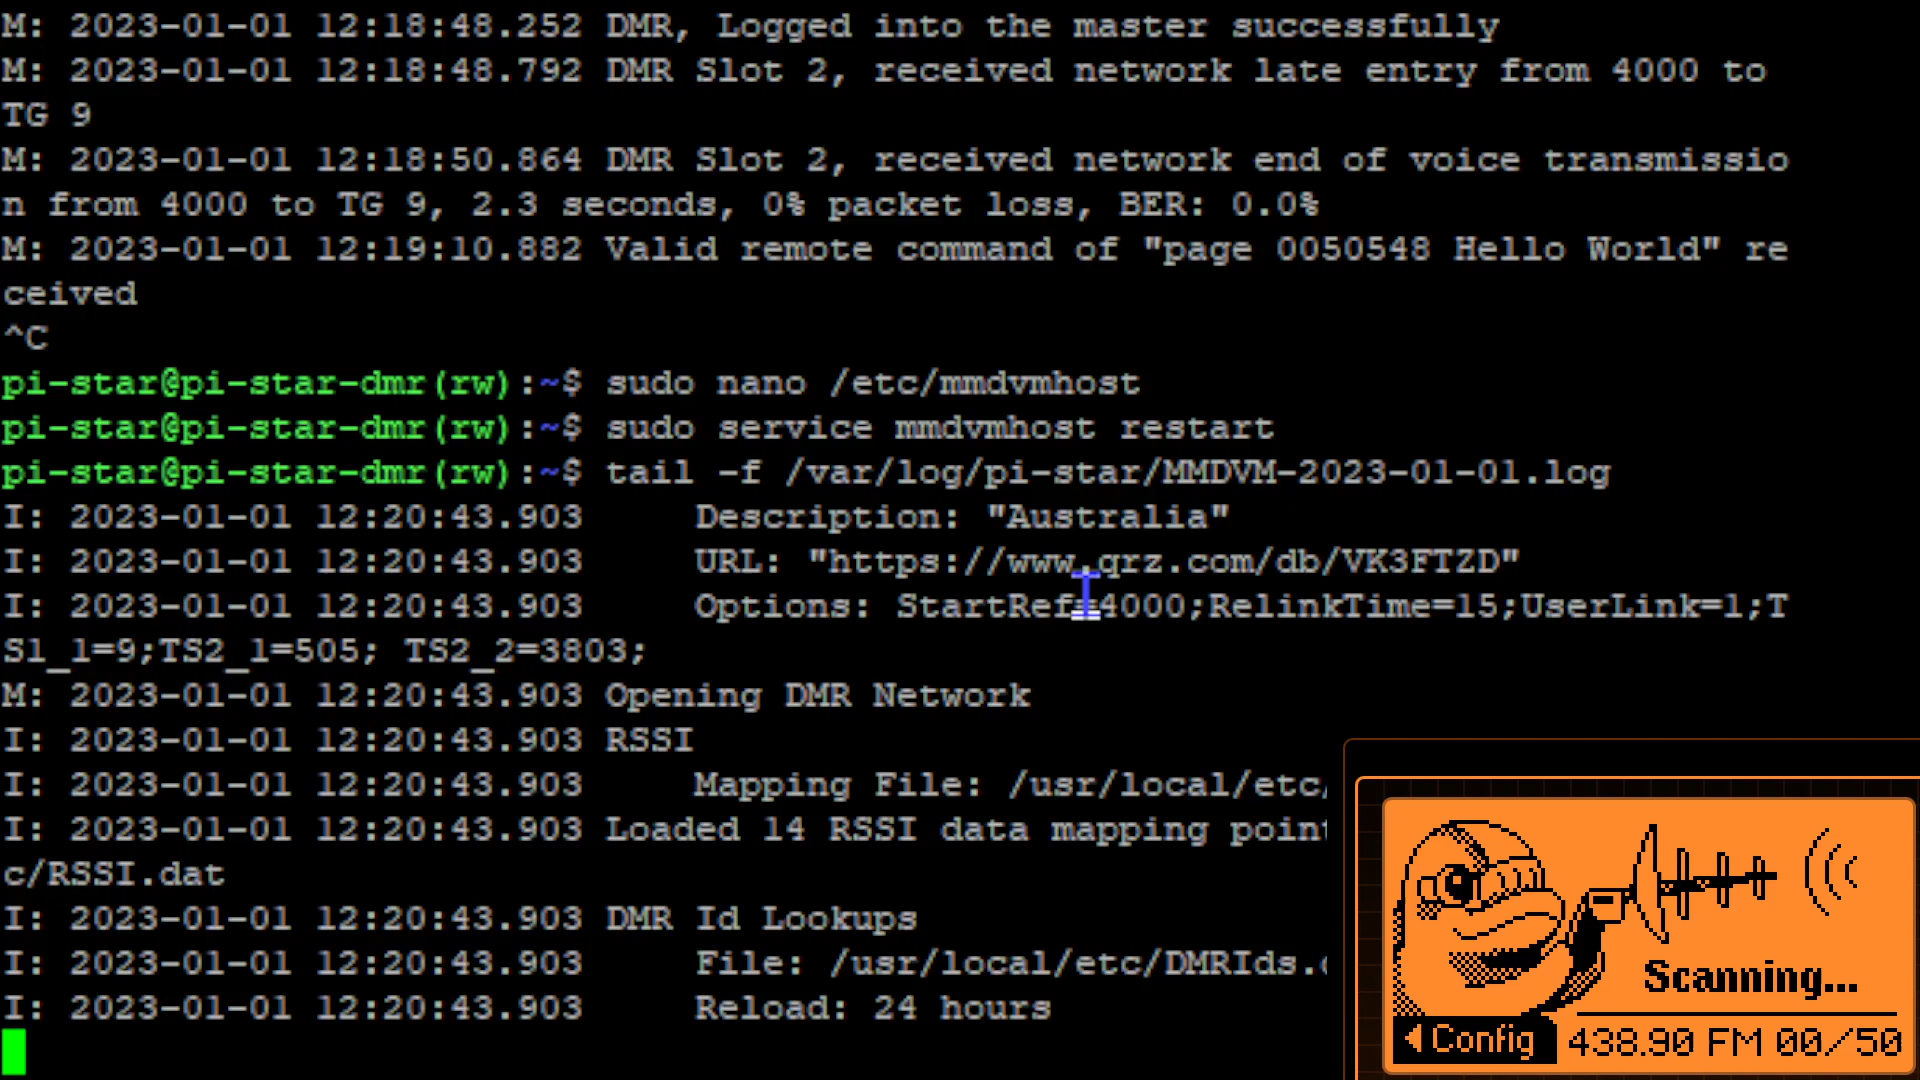 M: 2023-01-01 12:18:48.252 DMR, Logged into the master successfully
M: 2023-01-01 12:18:48.792 DMR Slot 2, received network late entry from 4000 to
TG 9
M: 2023-01-01 12:18:50.864 DMR Slot 2, received network end of voice transmissio
n from 4000 to TG 9, 2.3 seconds, 0% packet loss, BER: 0.0%
M: 2023-01-01 12:19:10.882 Valid remote command of "page 0050548 Hello World" re
ceived
^C
pi-star@pi-star-dmr(rw):~$ sudo nano /etc/mmdvmhost
pi-star@pi-star-dmr(rw):~$ sudo service mmdvmhost restart
pi-star@pi-star-dmr(rw):~$ tail -f /var/log/pi-star/MMDVM-2023-01-01.log
I: 2023-01-01 12:20:43.903     Description: "Australia"
I: 2023-01-01 12:20:43.903     URL: "https://www.qrz.com/db/VK3FTZD"
I: 2023-01-01 12:20:43.903     Options: StartRef=4000;RelinkTime=15;UserLink=1;T
S1_1=9;TS2_1=505; TS2_2=3803;
M: 2023-01-01 12:20:43.903 Opening DMR Network
I: 2023-01-01 12:20:43.903 RSSI
I: 2023-01-01 12:20:43.903     Mapping File: /usr/local/etc/
I: 2023-01-01 12:20:43.903 Loaded 14 RSSI data mapping point
c/RSSI.dat
I: 2023-01-01 12:20:43.903 DMR Id Lookups
I: 2023-01-01 12:20:43.903     File: /usr/local/etc/DMRIds.
I: 2023-01-01 12:20:43.903     Reload: 24 hours
Scanning...
Config 438.90 FM 00/50